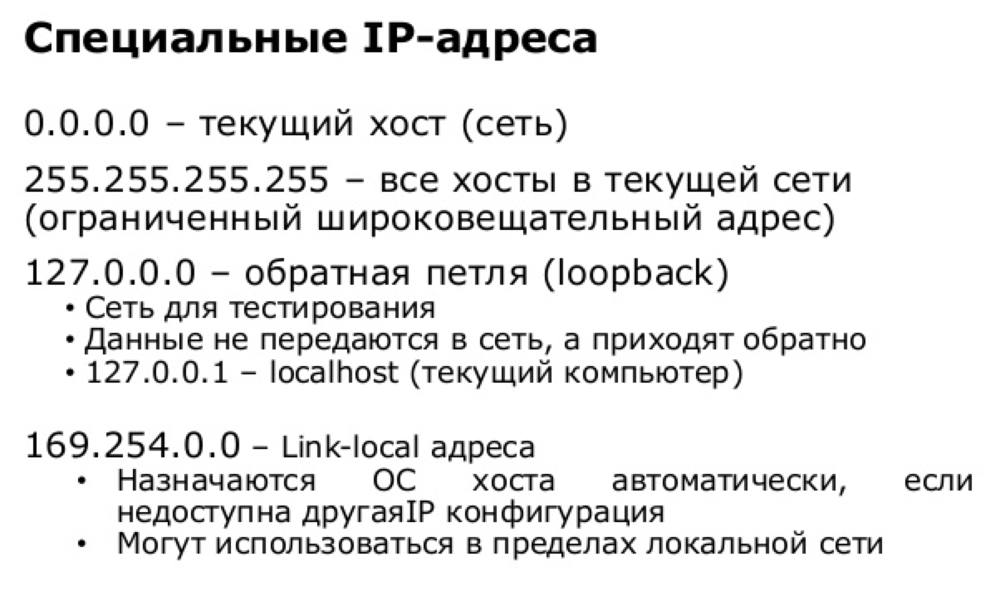 Специальные IP-адреса
0.0.0.0 – текущий хост (сеть)
255.255.255.255 – все хосты в текущей сети
(ограниченный широковещательный адрес)
127.0.0.0 – обратная петля (loopback)
• Сеть для тестирования
• Данные не передаются в сеть, а приходят обратно
• 127.0.0.1 – localhost (текущий компьютер)
169.254.0.0 – Link-local адреса
• Назначаются ОС хоста автоматически, если
недоступна другаяIP конфигурация
• Могут использоваться в пределах локальной сети